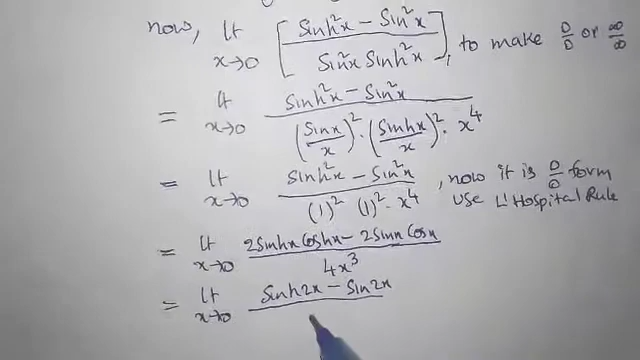 now, lt x→0 [ (Sinh²x − Sin²x) / (Sin²x Sinh²x) ], to make 0/0 or ∞/∞
= lt x→0 (Sinh²x − Sin²x) / ((Sinx/x)² · (Sinhx/x)² · x⁴)
= lt x→0 (Sinh²x − Sin²x) / ((1)² (1)² · x⁴), now it is 0/0 form
Use L' Hospital Rule
= lt x→0 (2Sinhx Coshx − 2Sinx Cosx) / 4x³
= lt x→0 Sinh2x − Sin2x